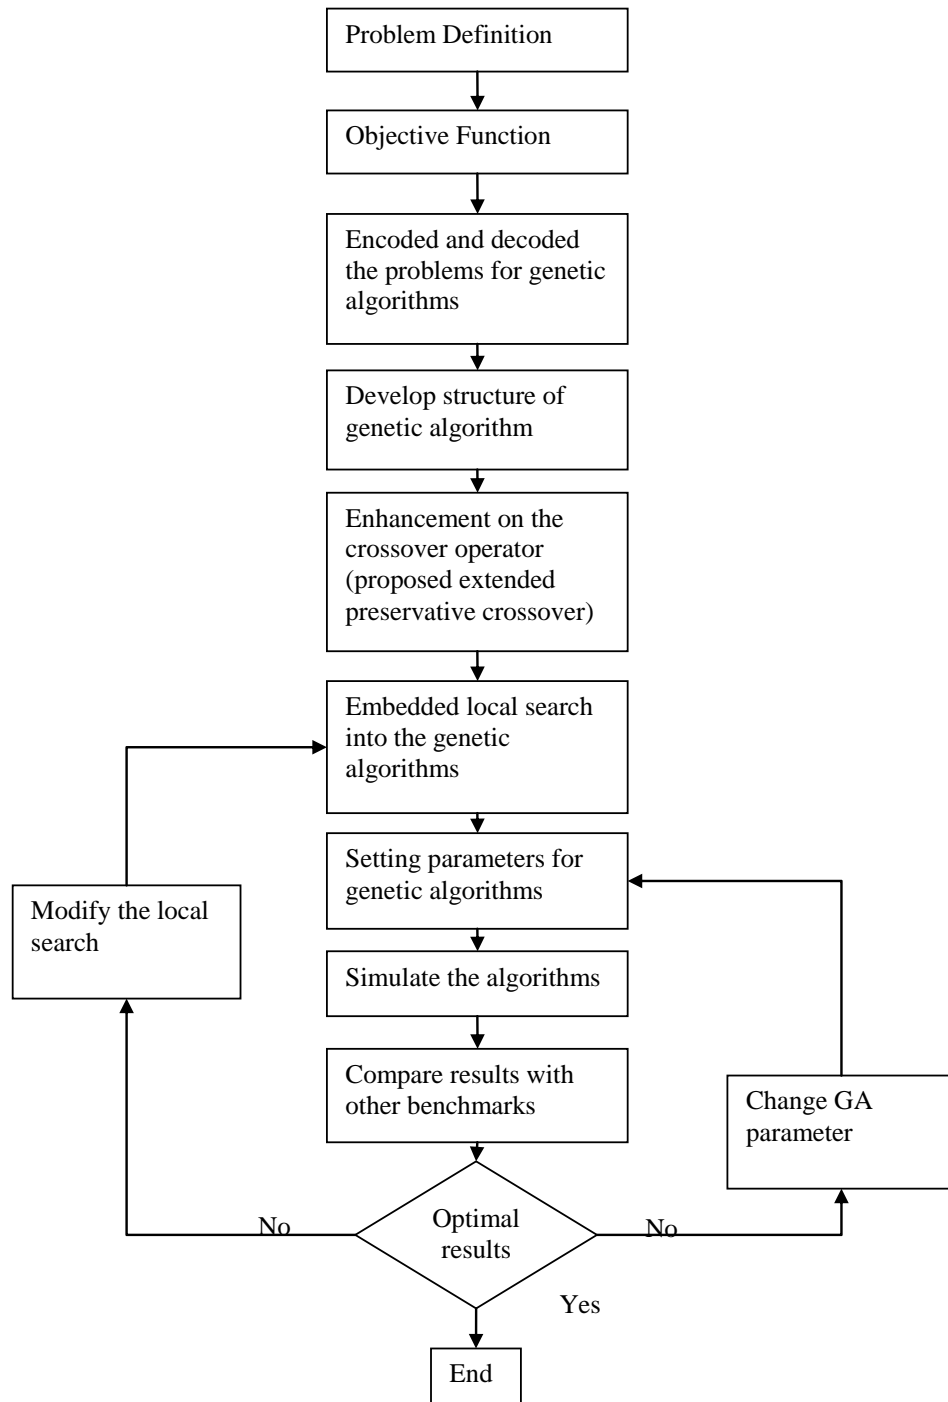 Problem Definition
Objective Function
Encoded and decoded
the problems for genetic
algorithms
Develop structure of
genetic algorithm
Enhancement on the
crossover operator
(proposed extended
preservative crossover)
Embedded local search
into the genetic
algorithms
Setting parameters for
genetic algorithms
Modify the local
search
Simulate the algorithms
Compare results with
other benchmarks
Change GA
parameter
No
Optimal
results
No
Yes
End